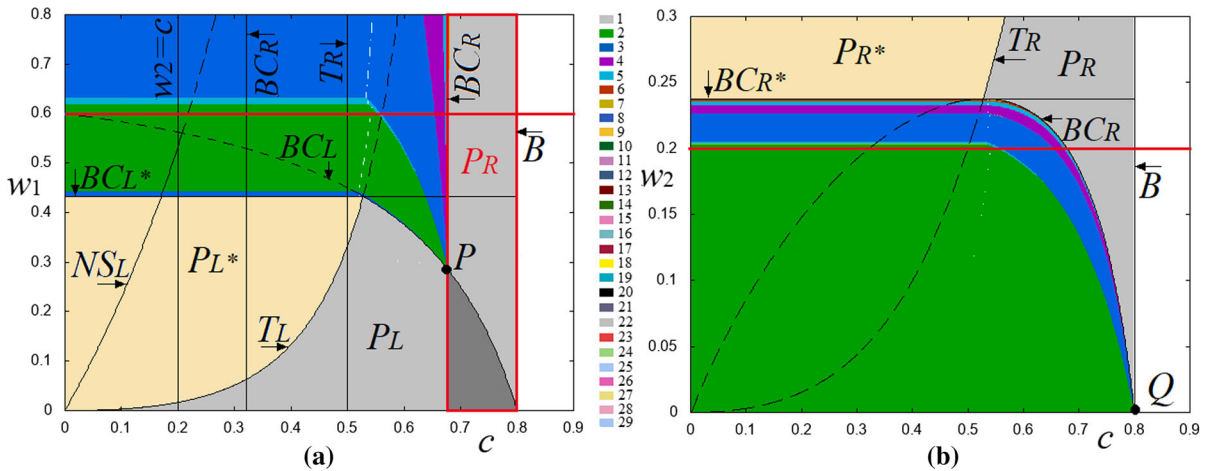 0.8
0.7
0.6
0.5
w1
0.4
0.3
0.2
0.1
0
w2=c
BCR
TR
BCR
B
BCL
PR
BCL*
P
NSL
PL*
TL
PL
0 0.1 0.2 0.3 0.4 0.5 0.6 0.7 0.8 0.9
c
(a)
1
2
3
4
5
6
7
8
9
10
11
12
13
14
15
16
17
18
19
20
21
22
23
24
25
26
27
28
29
0.3
0.25
0.2
w2
0.15
0.1
0.05
0
PR*
TR
PR
BCR*
BCR
B
Q
0 0.1 0.2 0.3 0.4 0.5 0.6 0.7 0.8 0.9
c
(b)